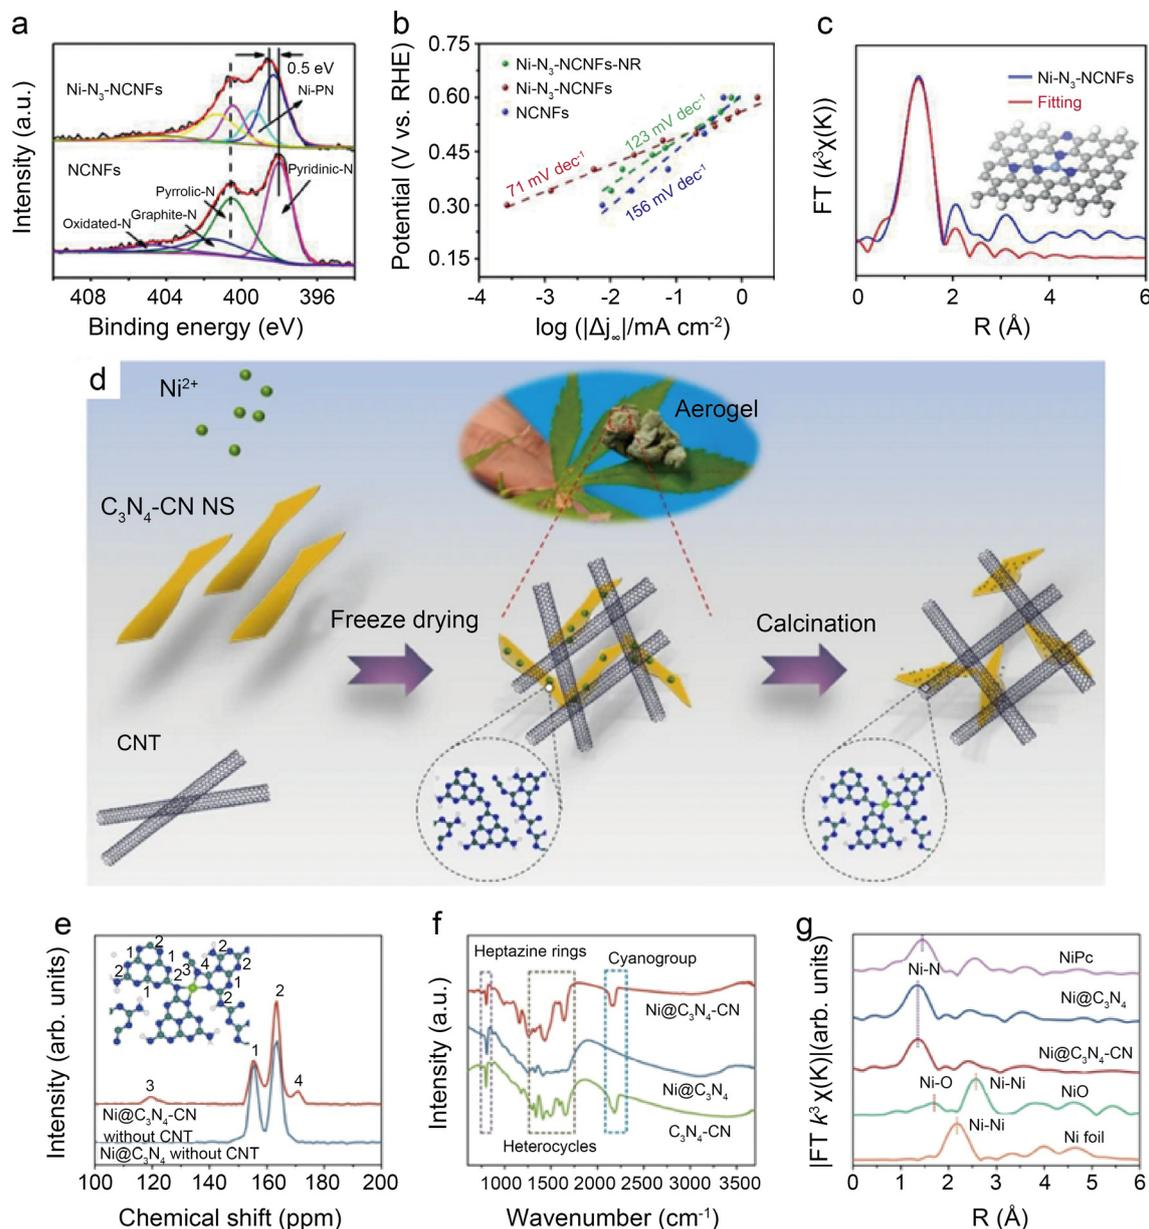 a
Intensity (a.u.)
Ni-N₃-NCNFs
0.5 eV
Ni-PN
NCNFs
Pyridinic-N
Pyrrolic-N
Graphite-N
Oxidated-N
408 404 400 396
Binding energy (eV)
b
Potential (V vs. RHE)
0.75
0.60
0.45
0.30
0.15
Ni-N₃-NCNFs-NR
Ni-N₃-NCNFs
NCNFs
123 mV dec⁻¹
71 mV dec⁻¹
156 mV dec⁻¹
-4 -3 -2 -1 0
log (|Δj∞|/mA cm⁻²)
c
FT (k³χ(K))
Ni-N₃-NCNFs
Fitting
0 2 4 6
R (Å)
d
Ni²⁺
Aerogel
C₃N₄-CN NS
Freeze drying
Calcination
CNT
e
Intensity (arb. units)
1 2 1 2
2 1 3 4 2
2 1 2 1
2
2
1
3
4
Ni@C₃N₄-CN
without CNT
Ni@C₃N₄ without CNT
100 120 140 160 180 200
Chemical shift (ppm)
f
Intensity (a.u.)
Heptazine rings
Cyanogroup
Ni@C₃N₄-CN
Ni@C₃N₄
C₃N₄-CN
Heterocycles
1000 1500 2000 2500 3000 3500
Wavenumber (cm⁻¹)
g
|FT k³ χ(K)|(arb. units)
NiPc
Ni-N
Ni@C₃N₄
Ni@C₃N₄-CN
Ni-O
Ni-Ni
NiO
Ni-Ni
Ni foil
0 1 2 3 4 5 6
R (Å)